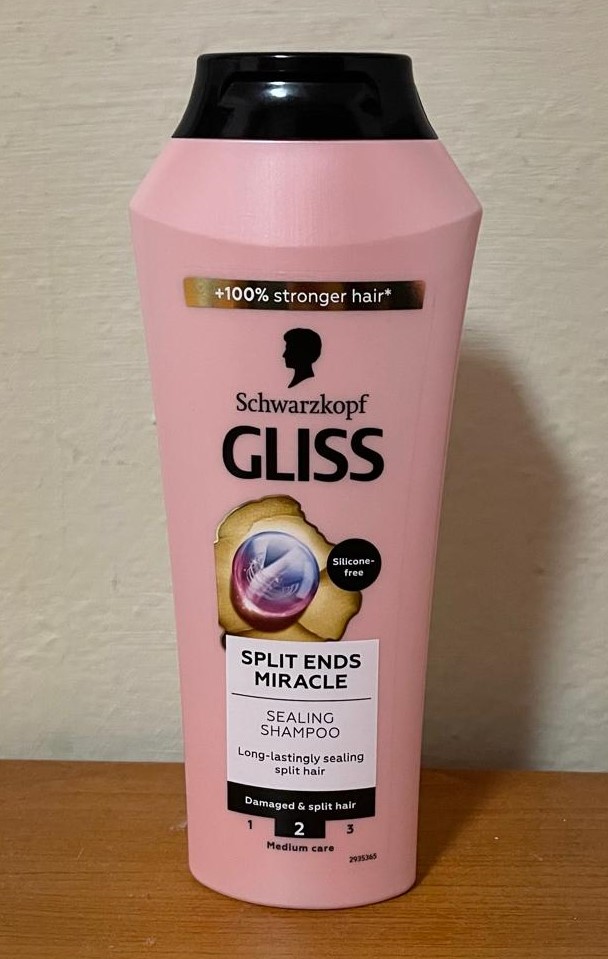 +100% stronger hair*
Schwarzkopf
GLISS
Silicone-
free
SPLIT ENDS
MIRACLE
SEALING
SHAMPOO
Long-lastingly sealing
split hair
Damaged & split hair
1 2 3
Medium care
2935365